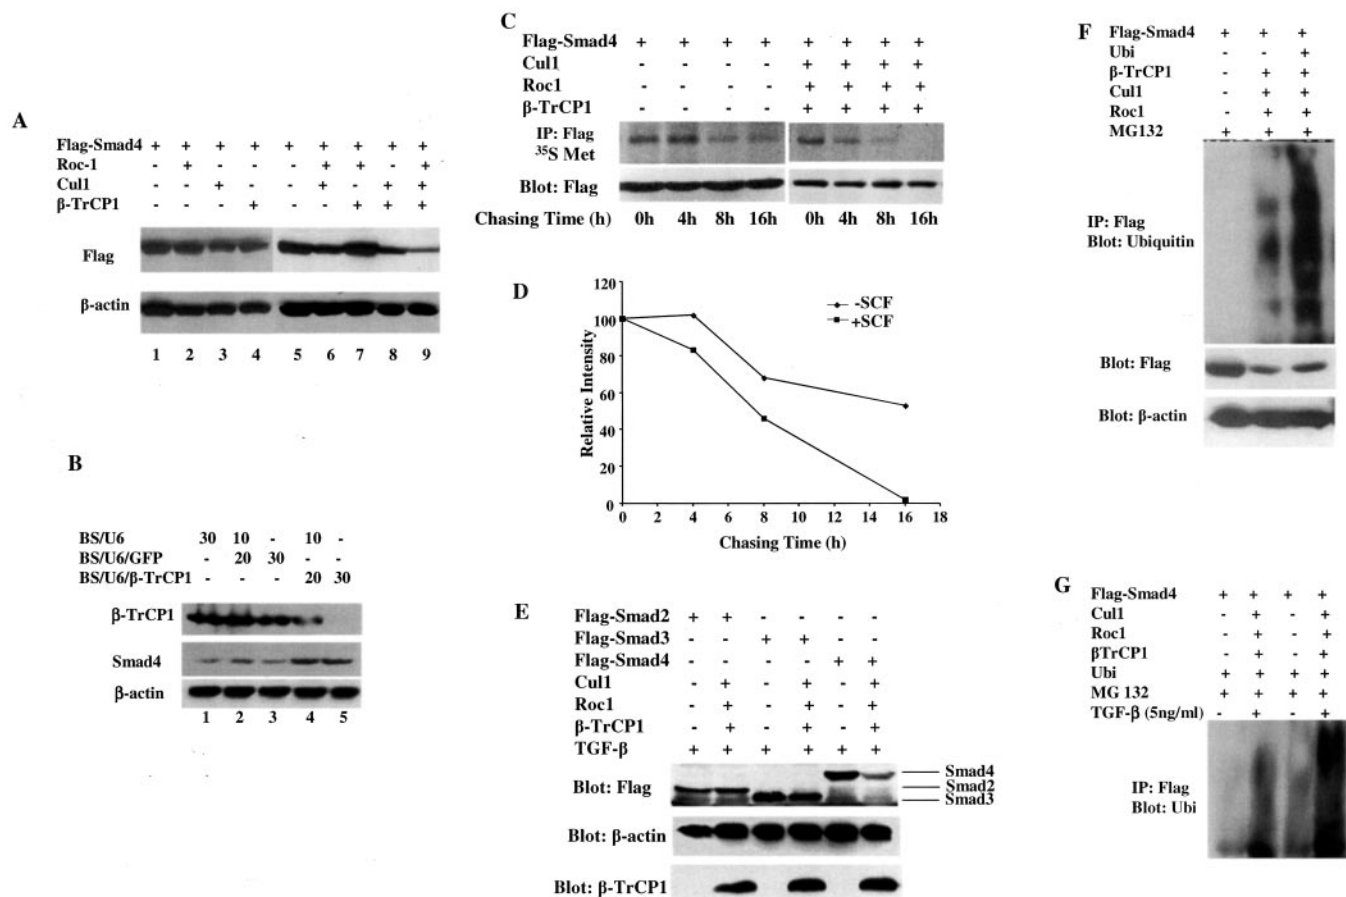 A
Flag-Smad4 + + + + + + + + +
Roc-1 - + - - - + + - +
Cul1 - - + - - + - + +
β-TrCP1 - - - + - - + + +
Flag
β-actin
1 2 3 4 5 6 7 8 9
B
BS/U6 30 10 - 10 -
BS/U6/GFP - 20 30 - -
BS/U6/β-TrCP1 - - - 20 30
β-TrCP1
Smad4
β-actin
1 2 3 4 5
C
Flag-Smad4 + + + + + + + +
Cul1 - - - - + + + +
Roc1 - - - - + + + +
β-TrCP1 - - - - + + + +
IP: Flag
35S Met
Blot: Flag
Chasing Time (h) 0h 4h 8h 16h 0h 4h 8h 16h
D
120
100
80
60
40
20
0
Relative Intensity
-SCF
+SCF
0 2 4 6 8 10 12 14 16 18
Chasing Time (h)
E
Flag-Smad2 + + - - - -
Flag-Smad3 - - + + - -
Flag-Smad4 - - - - + +
Cul1 - + - + - +
Roc1 - + - + - +
β-TrCP1 - + - + - +
TGF-β + + + + + +
Blot: Flag
Smad4
Smad2
Smad3
Blot: β-actin
Blot: β-TrCP1
F
Flag-Smad4 + + +
Ubi - - +
β-TrCP1 - + +
Cul1 - + +
Roc1 - + +
MG132 + + +
IP: Flag
Blot: Ubiquitin
Blot: Flag
Blot: β-actin
G
Flag-Smad4 + + + +
Cul1 - + - +
Roc1 - + - +
βTrCP1 - + - +
Ubi + + + +
MG 132 + + + +
TGF-β (5ng/ml) - + - +
IP: Flag
Blot: Ubi